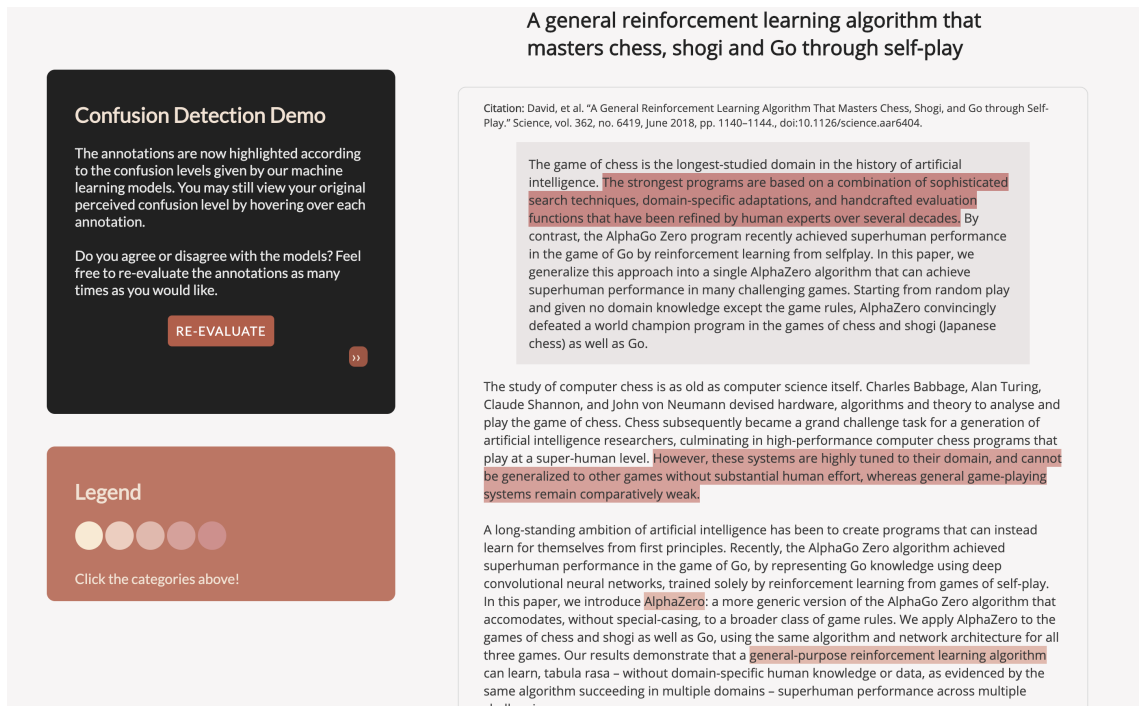 A general reinforcement learning algorithm that
masters chess, shogi and Go through self-play
Confusion Detection Demo
The annotations are now highlighted according
to the confusion levels given by our machine
learning models. You may still view your original
perceived confusion level by hovering over each
annotation.
Do you agree or disagree with the models? Feel
free to re-evaluate the annotations as many
times as you would like.
RE-EVALUATE
››
Legend
Click the categories above!
Citation: David, et al. “A General Reinforcement Learning Algorithm That Masters Chess, Shogi, and Go through Self-
Play.” Science, vol. 362, no. 6419, June 2018, pp. 1140–1144., doi:10.1126/science.aar6404.
The game of chess is the longest-studied domain in the history of artificial
intelligence. The strongest programs are based on a combination of sophisticated
search techniques, domain-specific adaptations, and handcrafted evaluation
functions that have been refined by human experts over several decades. By
contrast, the AlphaGo Zero program recently achieved superhuman performance
in the game of Go by reinforcement learning from selfplay. In this paper, we
generalize this approach into a single AlphaZero algorithm that can achieve
superhuman performance in many challenging games. Starting from random play
and given no domain knowledge except the game rules, AlphaZero convincingly
defeated a world champion program in the games of chess and shogi (Japanese
chess) as well as Go.
The study of computer chess is as old as computer science itself. Charles Babbage, Alan Turing,
Claude Shannon, and John von Neumann devised hardware, algorithms and theory to analyse and
play the game of chess. Chess subsequently became a grand challenge task for a generation of
artificial intelligence researchers, culminating in high-performance computer chess programs that
play at a super-human level. However, these systems are highly tuned to their domain, and cannot
be generalized to other games without substantial human effort, whereas general game-playing
systems remain comparatively weak.
A long-standing ambition of artificial intelligence has been to create programs that can instead
learn for themselves from first principles. Recently, the AlphaGo Zero algorithm achieved
superhuman performance in the game of Go, by representing Go knowledge using deep
convolutional neural networks, trained solely by reinforcement learning from games of self-play.
In this paper, we introduce AlphaZero: a more generic version of the AlphaGo Zero algorithm that
accomodates, without special-casing, to a broader class of game rules. We apply AlphaZero to the
games of chess and shogi as well as Go, using the same algorithm and network architecture for all
three games. Our results demonstrate that a general-purpose reinforcement learning algorithm
can learn, tabula rasa – without domain-specific human knowledge or data, as evidenced by the
same algorithm succeeding in multiple domains – superhuman performance across multiple